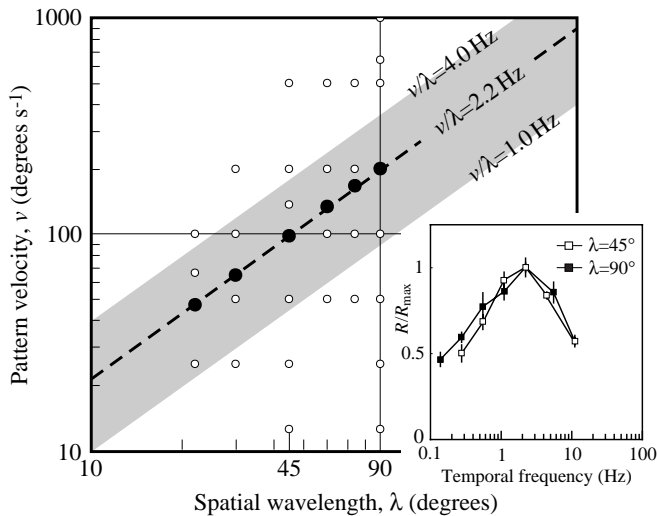 1000
v/λ=4.0 Hz
v/λ=2.2 Hz
v/λ=1.0 Hz
Pattern velocity, v (degrees s-1)
100
10
10
45
90
Spatial wavelength, λ (degrees)
λ=45°
λ=90°
1
R/Rmax
0.5
0
0.1
1
10
100
Temporal frequency (Hz)